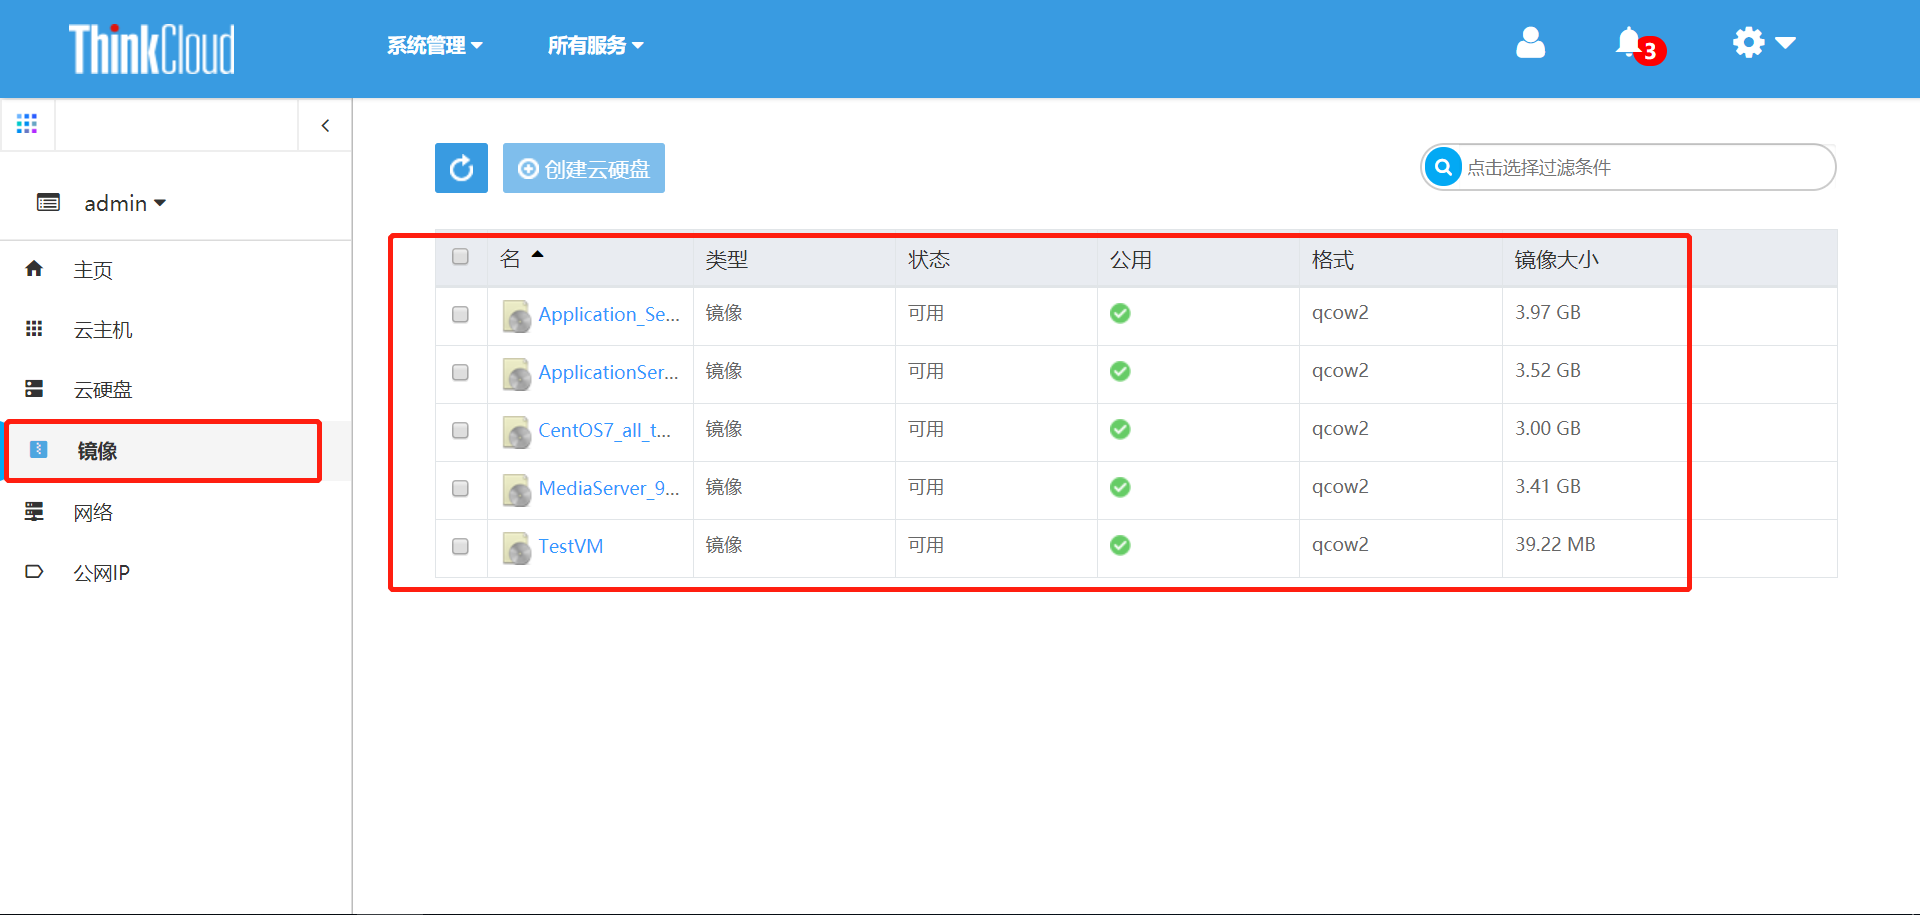 ThinkCloud
系统管理
所有服务
3
admin
主页
云主机
云硬盘
镜像
网络
公网IP
创建云硬盘
点击选择过滤条件
名 类型 状态 公用 格式 镜像大小
Application_Se... 镜像 可用 qcow2 3.97 GB
ApplicationSer... 镜像 可用 qcow2 3.52 GB
CentOS7_all_t... 镜像 可用 qcow2 3.00 GB
MediaServer_9... 镜像 可用 qcow2 3.41 GB
TestVM 镜像 可用 qcow2 39.22 MB